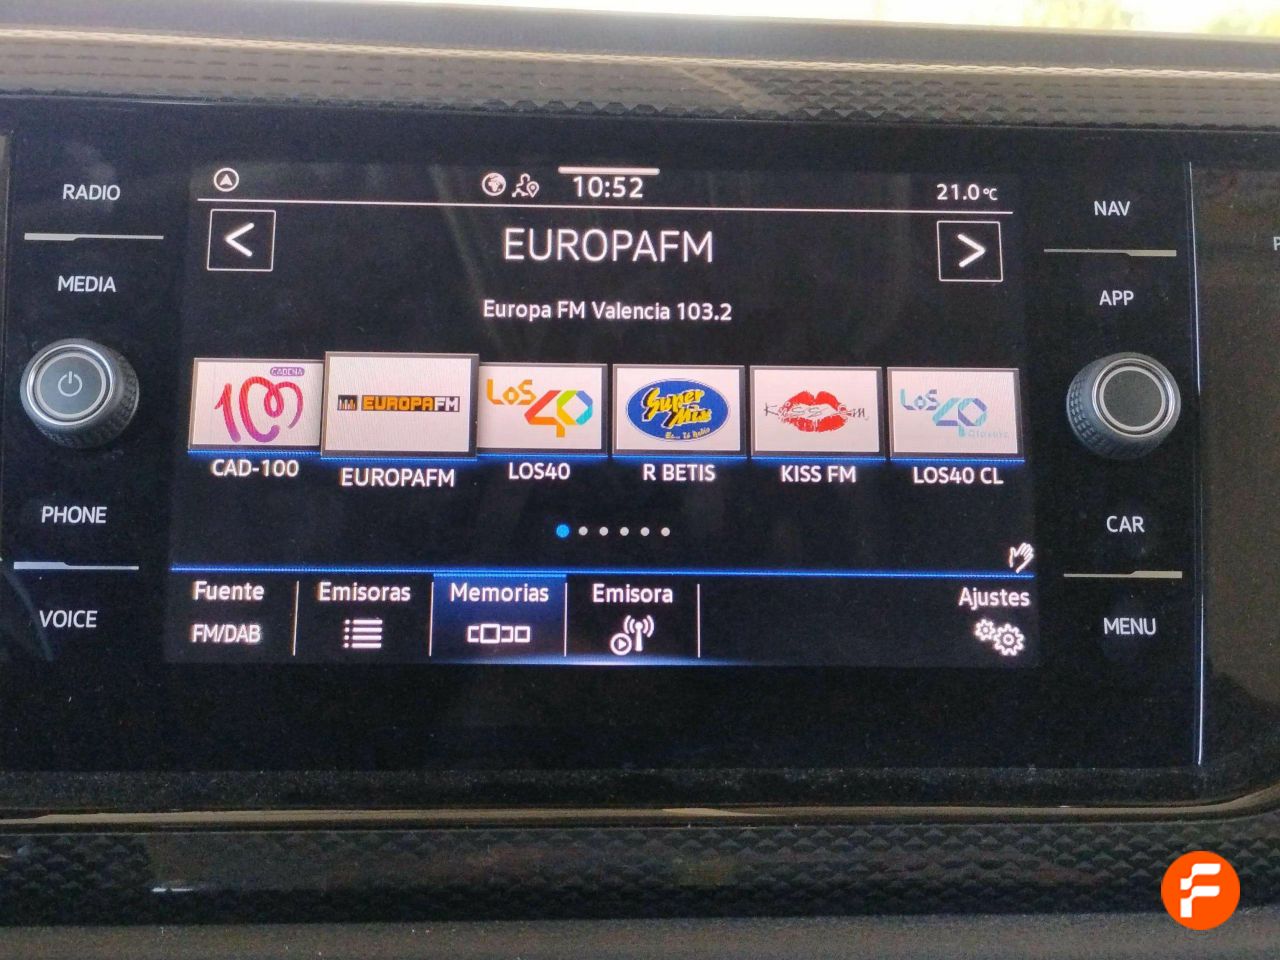 RADIO
MEDIA
PHONE
VOICE
10:52
21.0 °C
<
EUROPAFM
>
Europa FM Valencia 103.2
CADENA
100
EUROPAFM
Los 40
Super Mix
Kiss fm
Los 40
CAD-100
EUROPAFM
LOS40
R BETIS
KISS FM
LOS40 CL
Fuente
FM/DAB
Emisoras
Memorias
Emisora
Ajustes
NAV
APP
CAR
MENU